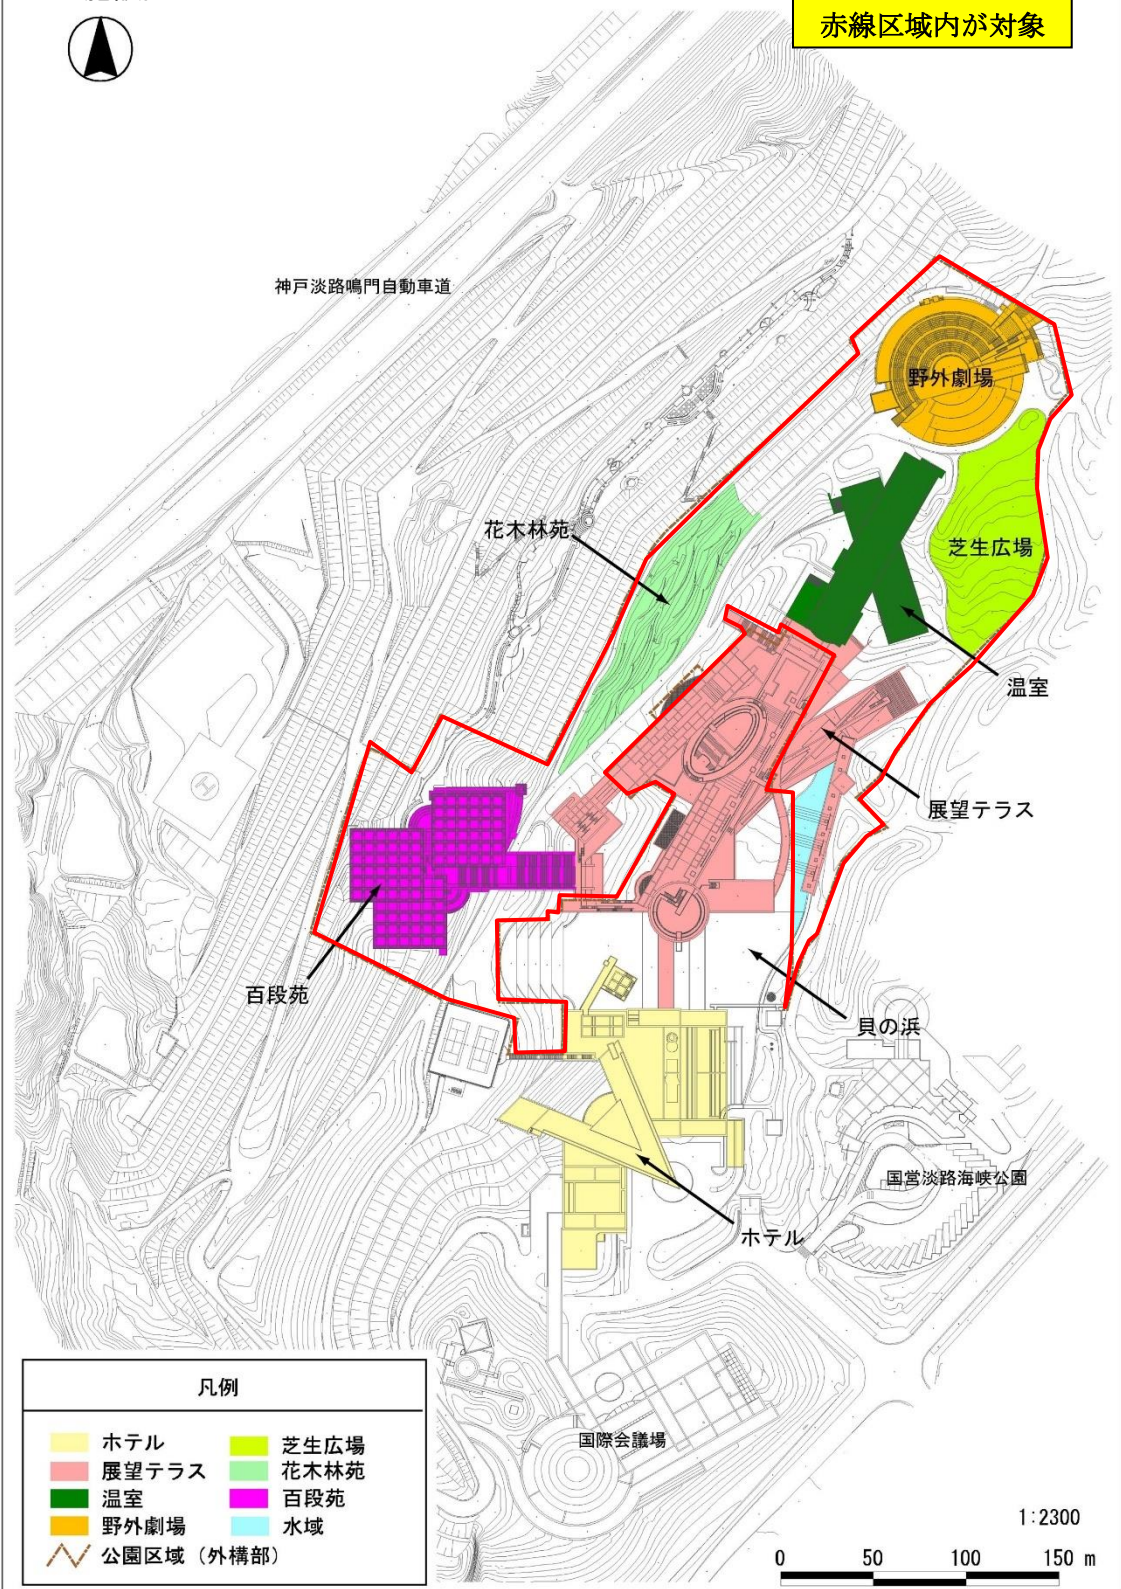 赤線区域内が対象
神戸淡路鳴門自動車道
野外劇場
花木林苑
芝生広場
温室
展望テラス
百段苑
貝の浜
国営淡路海峡公園
ホテル
国際会議場
凡例
ホテル
展望テラス
温室
野外劇場
公園区域（外構部）
芝生広場
花木林苑
百段苑
水域
1:2300
0 50 100 150 m